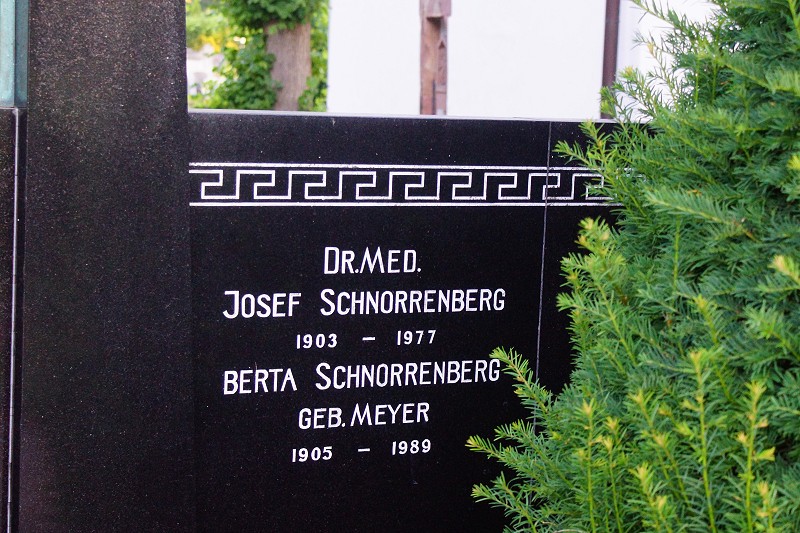 DR.MED.
JOSEF SCHNORRENBERG
1903 – 1977
BERTA SCHNORRENBERG
GEB. MEYER
1905 – 1989